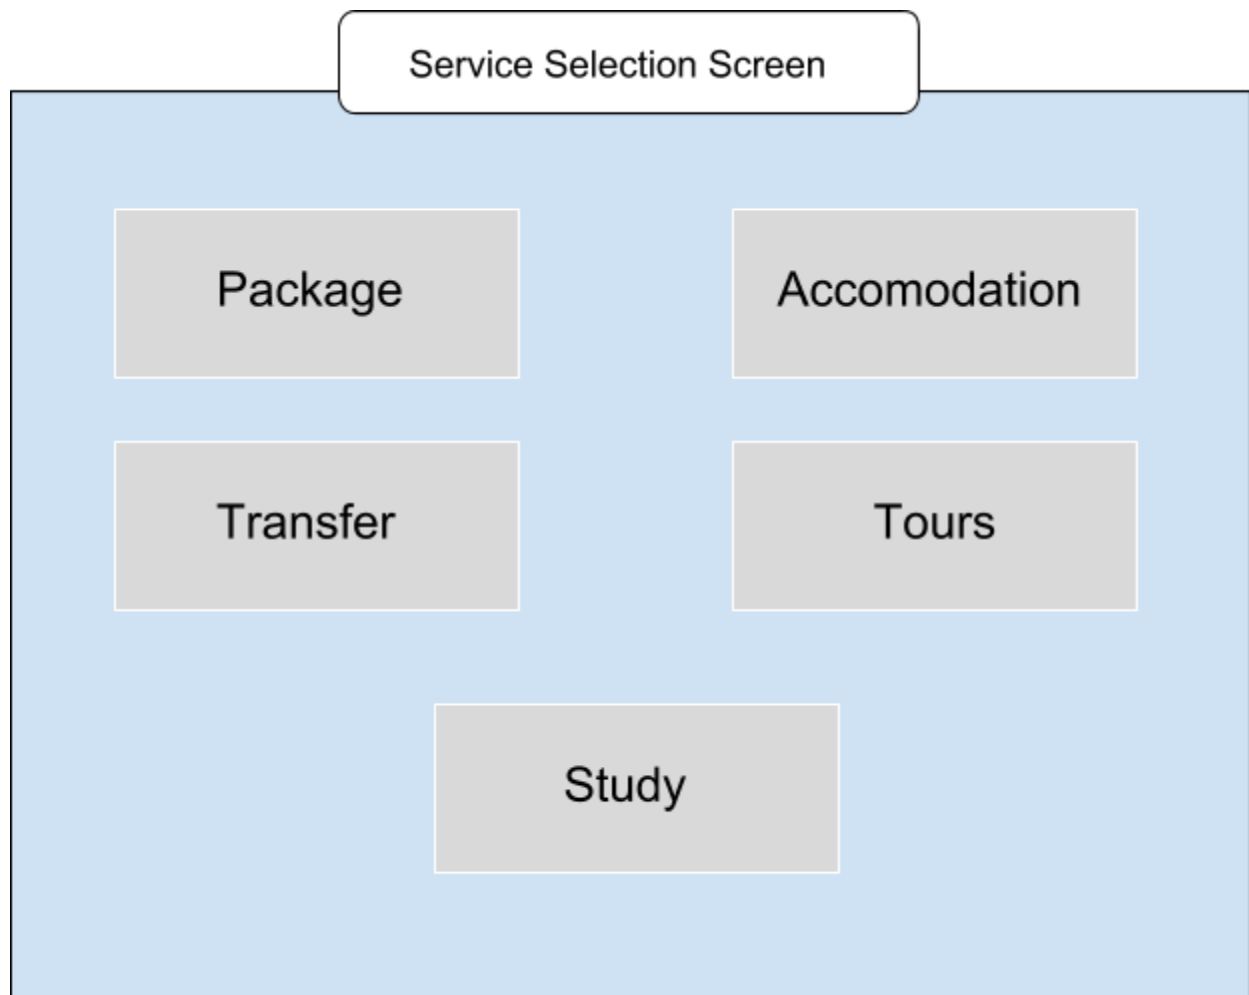 Service Selection Screen
Package
Accomodation
Transfer
Tours
Study